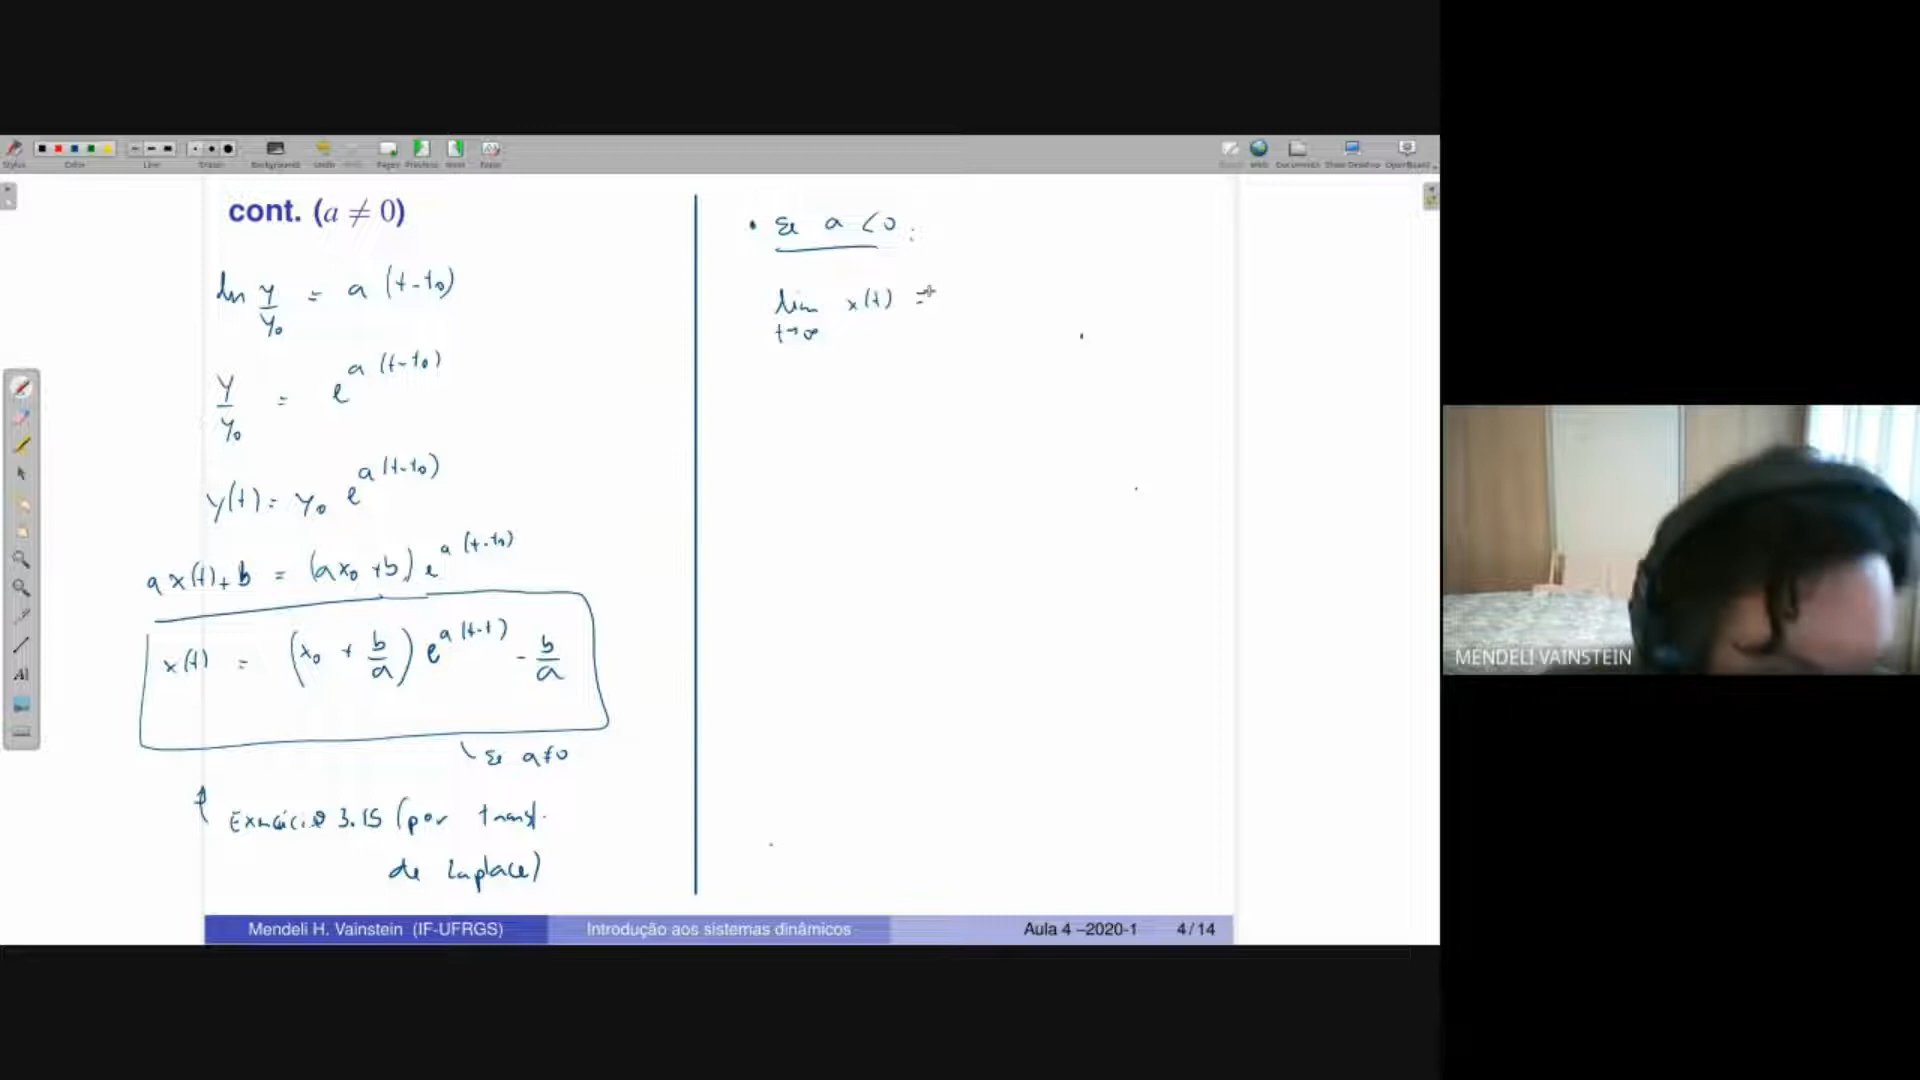 cont. (a ≠ 0)
ln y/y₀ = a (t-t₀)
y/y₀ = e^{a (t-t₀)}
y(t) = y₀ e^{a(t-t₀)}
a x(t) + b = (ax₀ + b) e^{a (t-t₀)}
x(t) = (x₀ + b/a) e^{a(t-t)} - b/a
se a≠0
Exercício 3.15 (por transf.
de Laplace)
• se a < 0 :
lim x(t) =
t→∞
Mendeli H. Vainstein (IF-UFRGS) Introdução aos sistemas dinâmicos Aula 4 –2020-1 4 / 14
MENDELI VAINSTEIN